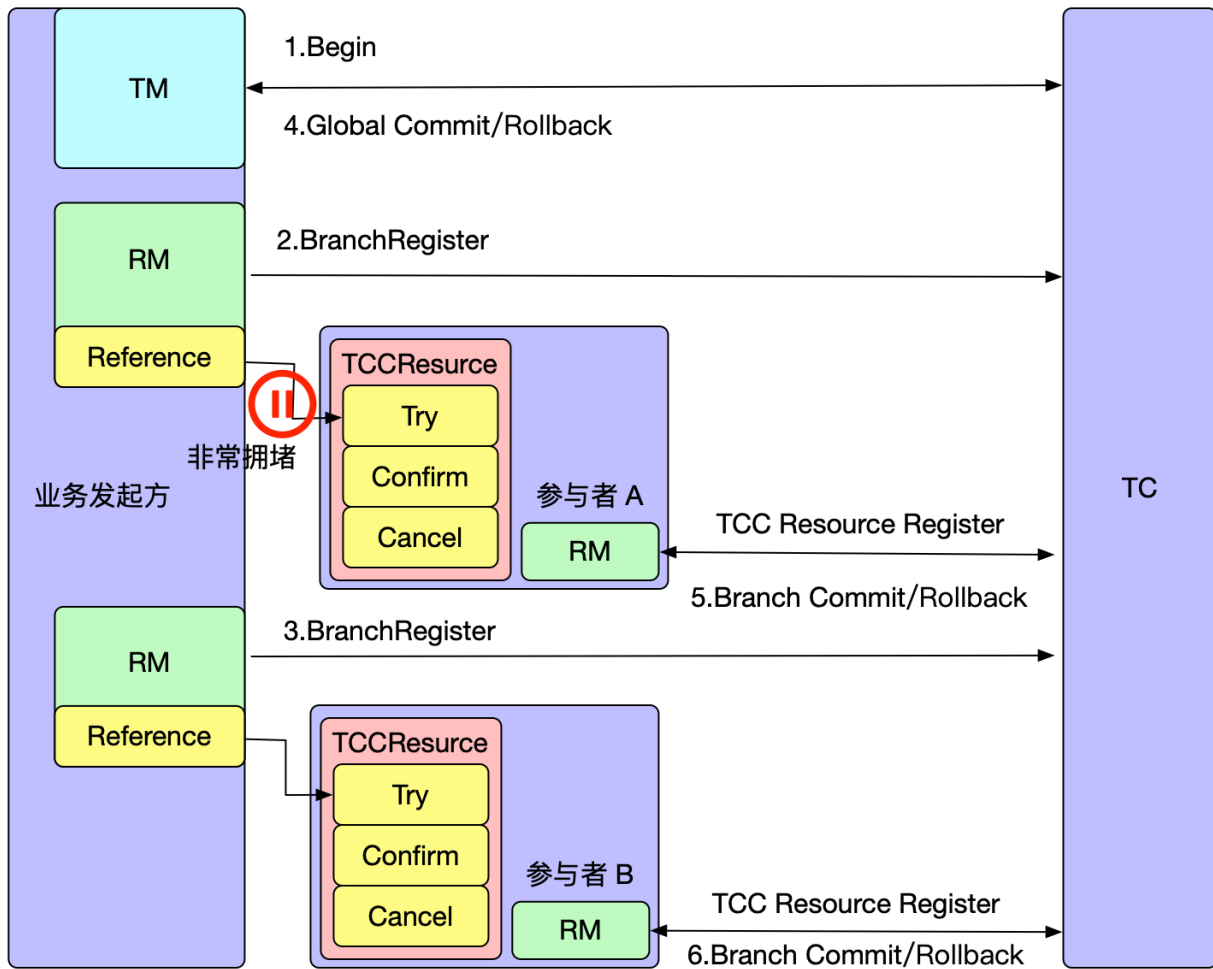 TM
1.Begin
4.Global Commit/Rollback
RM
2.BranchRegister
Reference
TCCResurce
Try
非常拥堵
Confirm
业务发起方
参与者 A
TC
Cancel
RM
TCC Resource Register
5.Branch Commit/Rollback
3.BranchRegister
RM
Reference
TCCResurce
Try
Confirm
参与者 B
Cancel
RM
TCC Resource Register
6.Branch Commit/Rollback